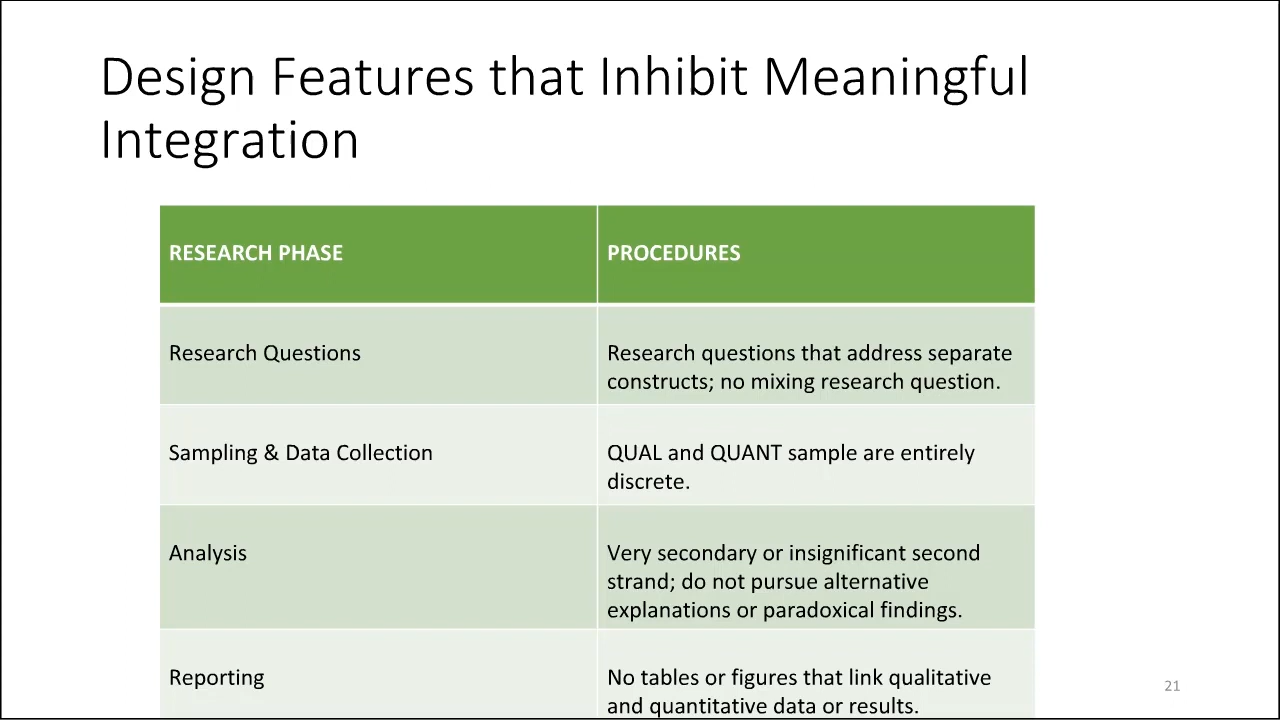 Design Features that Inhibit Meaningful
Integration
RESEARCH PHASE
PROCEDURES
Research Questions
Research questions that address separate
constructs; no mixing research question.
Sampling & Data Collection
QUAL and QUANT sample are entirely
discrete.
Analysis
Very secondary or insignificant second
strand; do not pursue alternative
explanations or paradoxical findings.
Reporting
No tables or figures that link qualitative
and quantitative data or results.
21